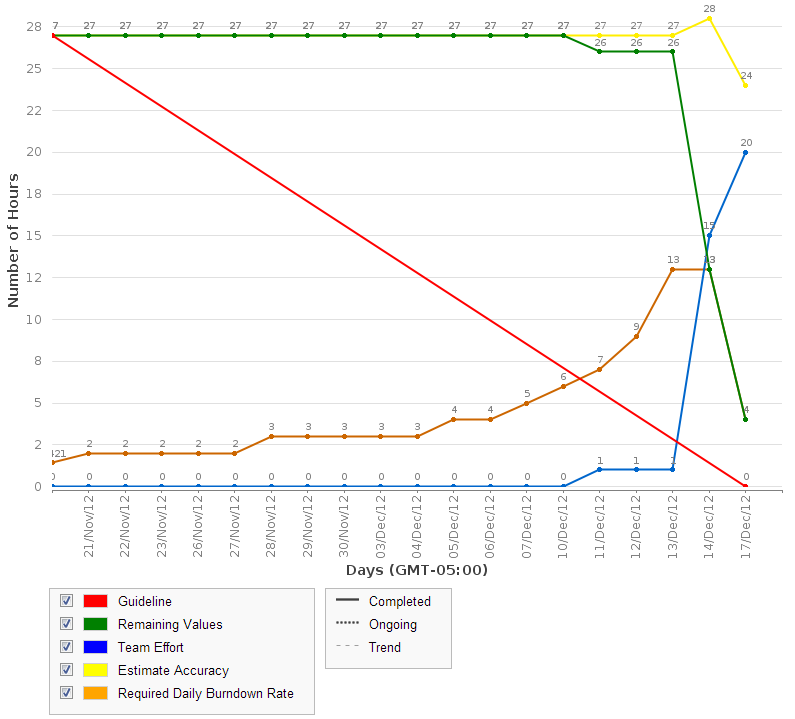 28
7 27 27 27 27 27 27 27 27 27 27 27 27 27 27 27 27 27
28
26 26 26
25
24
22
20
20
18
15
15
13
13
12
10
9
8
7
6
5
5
4 4
4
3 3 3 3 3
2
2 2 2 2 2
1 1 1
0
0 0 0 0 0 0 0 0 0 0 0 0 0 0 0
Number of Hours
21/Nov/12
22/Nov/12
23/Nov/12
26/Nov/12
27/Nov/12
28/Nov/12
29/Nov/12
30/Nov/12
03/Dec/12
04/Dec/12
05/Dec/12
06/Dec/12
07/Dec/12
10/Dec/12
11/Dec/12
12/Dec/12
13/Dec/12
14/Dec/12
17/Dec/12
Days (GMT-05:00)
Guideline
Remaining Values
Team Effort
Estimate Accuracy
Required Daily Burndown Rate
Completed
Ongoing
Trend